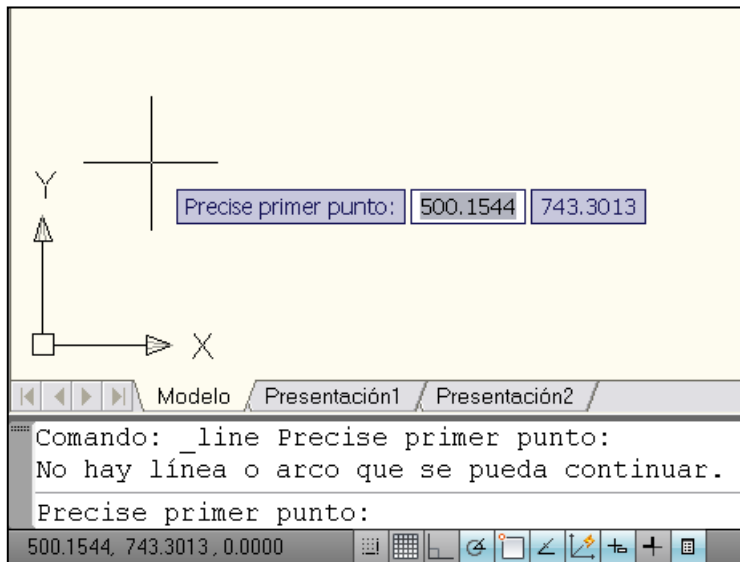 Y
Precise primer punto: 500.1544 743.3013
X
Modelo Presentación1 Presentación2
Comando: _line Precise primer punto:
No hay línea o arco que se pueda continuar.
Precise primer punto:
500.1544, 743.3013, 0.0000